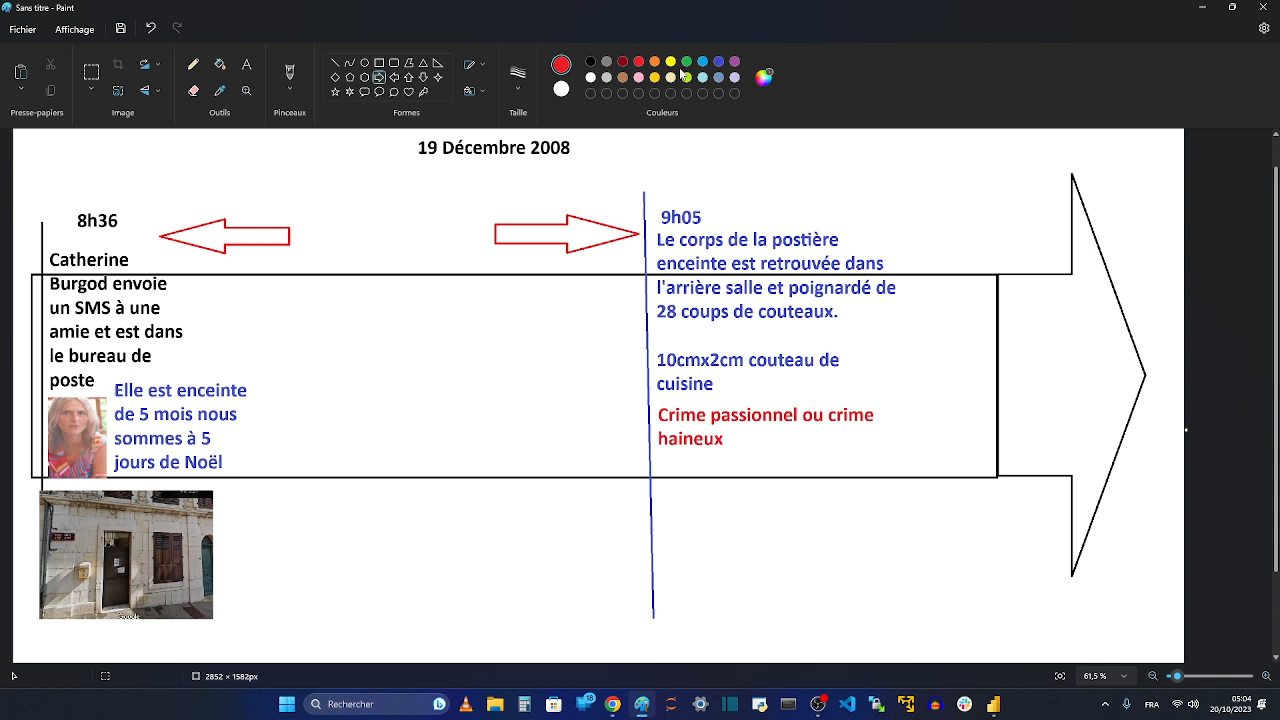 Sans titre - Paint
Fichier
Affichage
Presse-papiers
Image
Outils
Pinceaux
Formes
Taille
Couleurs
19 Décembre 2008
8h36
Catherine
Burgod envoie
un SMS à une
amie et est dans
le bureau de
poste
Elle est enceinte
de 5 mois nous
sommes à 5
jours de Noël
Google
9h05
Le corps de la postière
enceinte est retrouvée dans
l'arrière salle et poignardé de
28 coups de couteaux.
10cmx2cm couteau de
cuisine
Crime passionnel ou crime
haineux
2852 × 1582px
61,5 %
Rechercher
FRA
05:04
20/10/2023